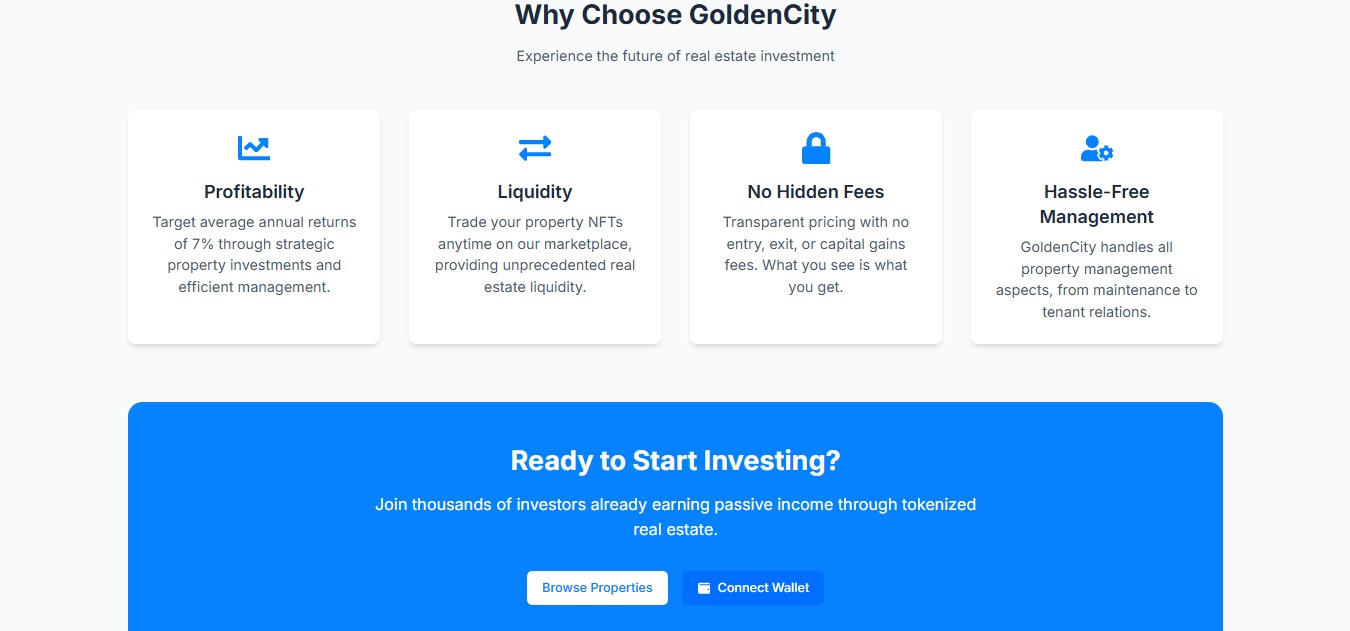 Why Choose GoldenCity
Experience the future of real estate investment
Profitability
Target average annual returns
of 7% through strategic
property investments and
efficient management.
Liquidity
Trade your property NFTs
anytime on our marketplace,
providing unprecedented real
estate liquidity.
No Hidden Fees
Transparent pricing with no
entry, exit, or capital gains
fees. What you see is what
you get.
Hassle-Free
Management
GoldenCity handles all
property management
aspects, from maintenance to
tenant relations.
Ready to Start Investing?
Join thousands of investors already earning passive income through tokenized
real estate.
Browse Properties
Connect Wallet